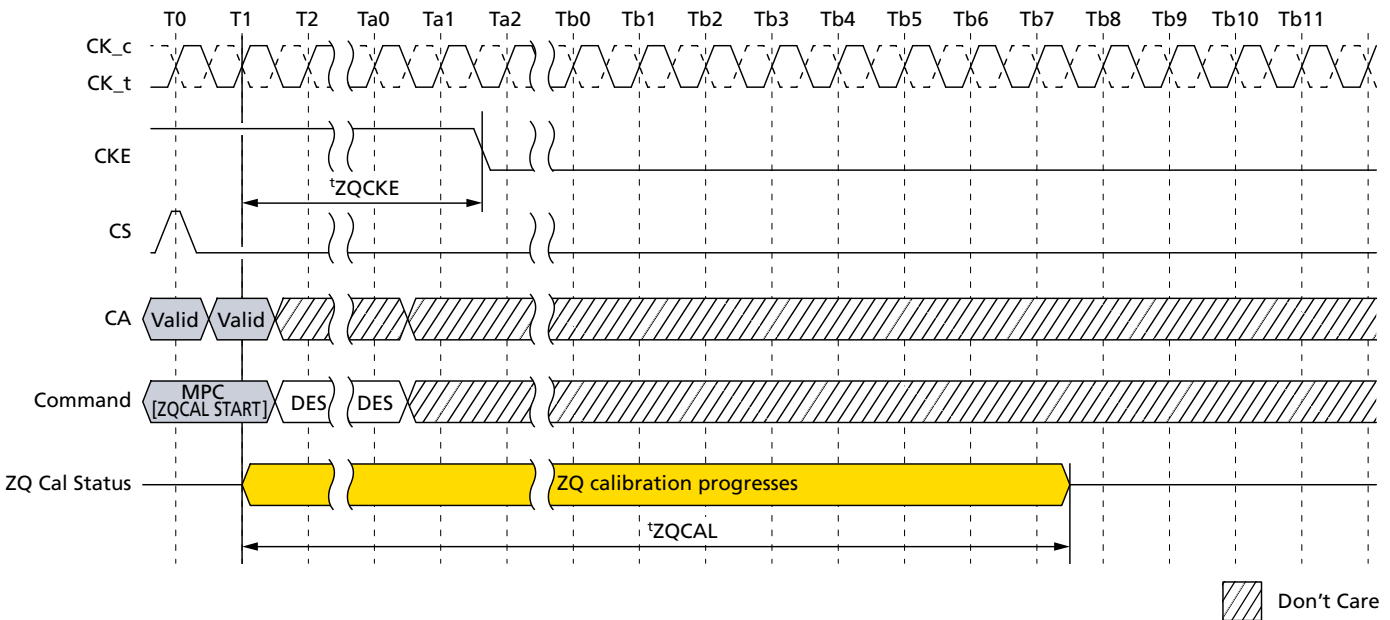 T0 T1 T2 Ta0 Ta1 Ta2 Tb0 Tb1 Tb2 Tb3 Tb4 Tb5 Tb6 Tb7 Tb8 Tb9 Tb10 Tb11
CK_c
CK_t
CKE
tZQCKE
CS
CA Valid Valid
Command MPC [ZQCAL START] DES DES
ZQ Cal Status ZQ calibration progresses
tZQCAL
Don't Care